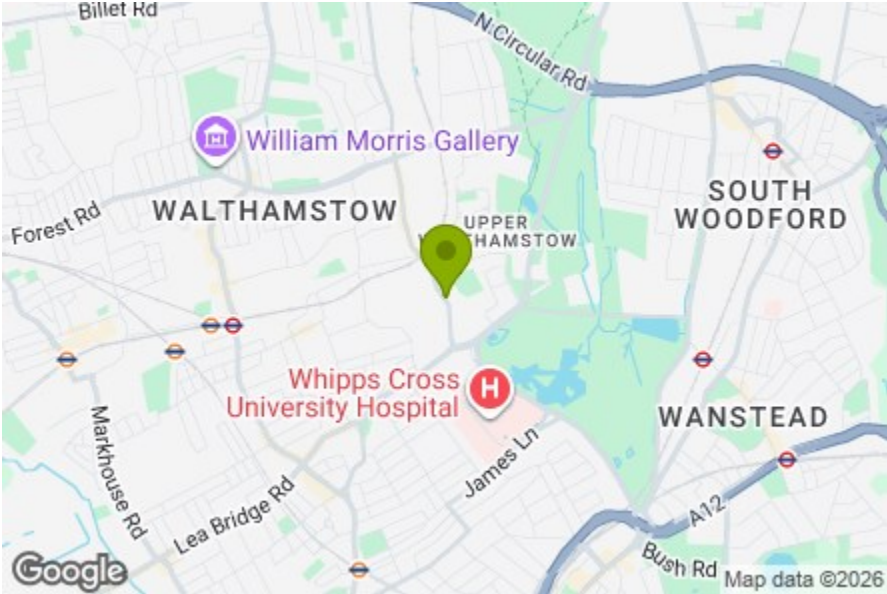 Billet Rd
N Circular Rd
William Morris Gallery
Forest Rd
WALTHAMSTOW
SOUTH
WOODFORD
UPPER
Whipps Cross
University Hospital
H
WANSTEAD
Markhouse Rd
James Ln
Lea Bridge Rd
A12
Bush Rd
Google
Map data ©2026